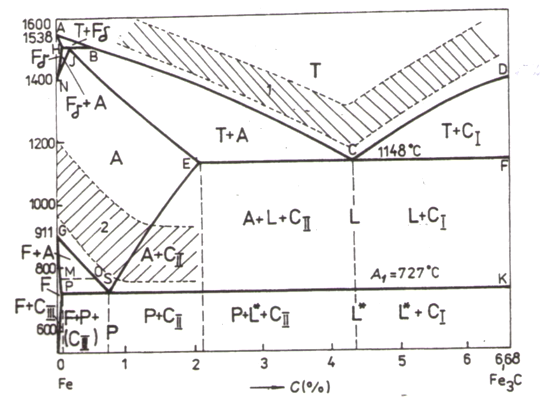 1600
A
1538
T+Fδ
H
B
Fδ
J
1400
N
Fδ+A
1
T
D
T+A
T+CI
1200
A
E
C
1148°C
F
1000
2
A+L+CII
L
L+CI
911
G
A+CII
F+A
800
M
O
S
A1=727°C
F
P
K
F+CIII
F+P+
(CII)
P
P+CII
P+L*+CII
L*
L*+CI
600
0
1
2
3
4
5
6
6,68
Fe
C(%)
Fe3C